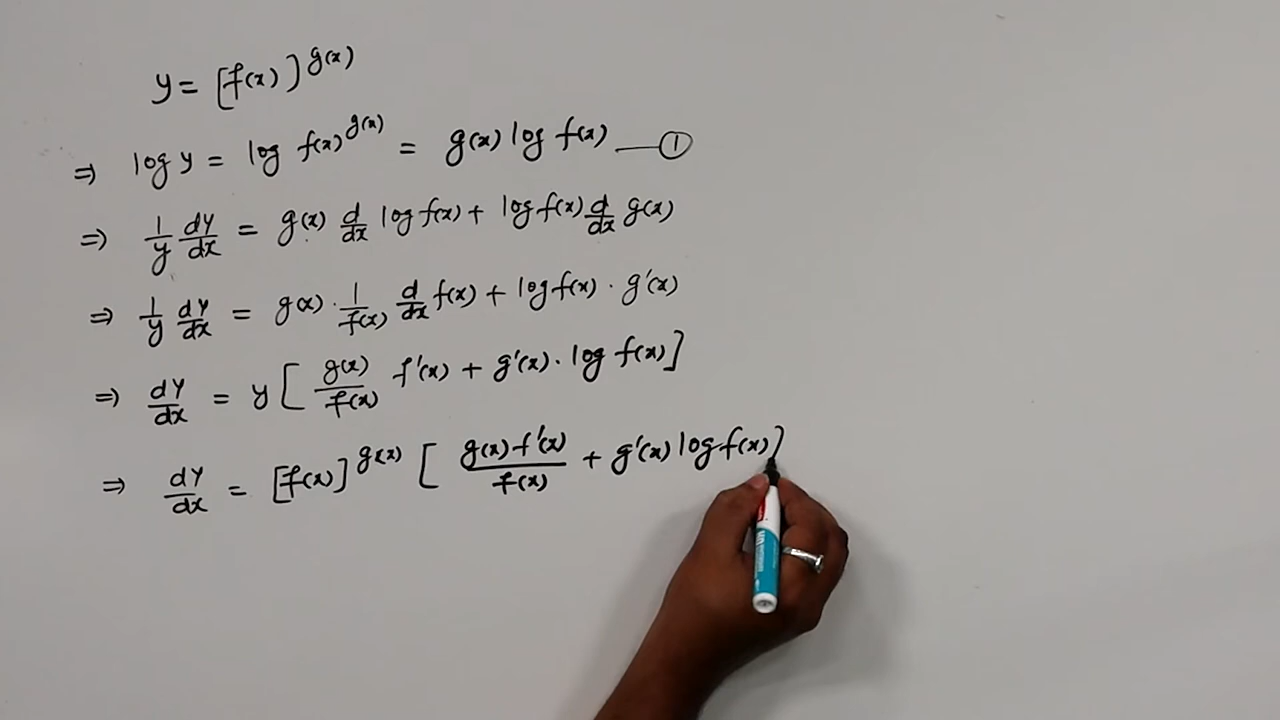 y = [f(x)]^g(x)
⇒ log y = log f(x)^g(x) = g(x) log f(x) —— ①
⇒ 1/y dy/dx = g(x) d/dx log f(x) + log f(x) d/dx g(x)
⇒ 1/y dy/dx = g(x) · 1/f(x) d/dx f(x) + log f(x) · g'(x)
⇒ dy/dx = y [ g(x)/f(x) f'(x) + g'(x) · log f(x) ]
⇒ dy/dx = [f(x)]^g(x) [ g(x) f'(x)/f(x) + g'(x) log f(x) ]